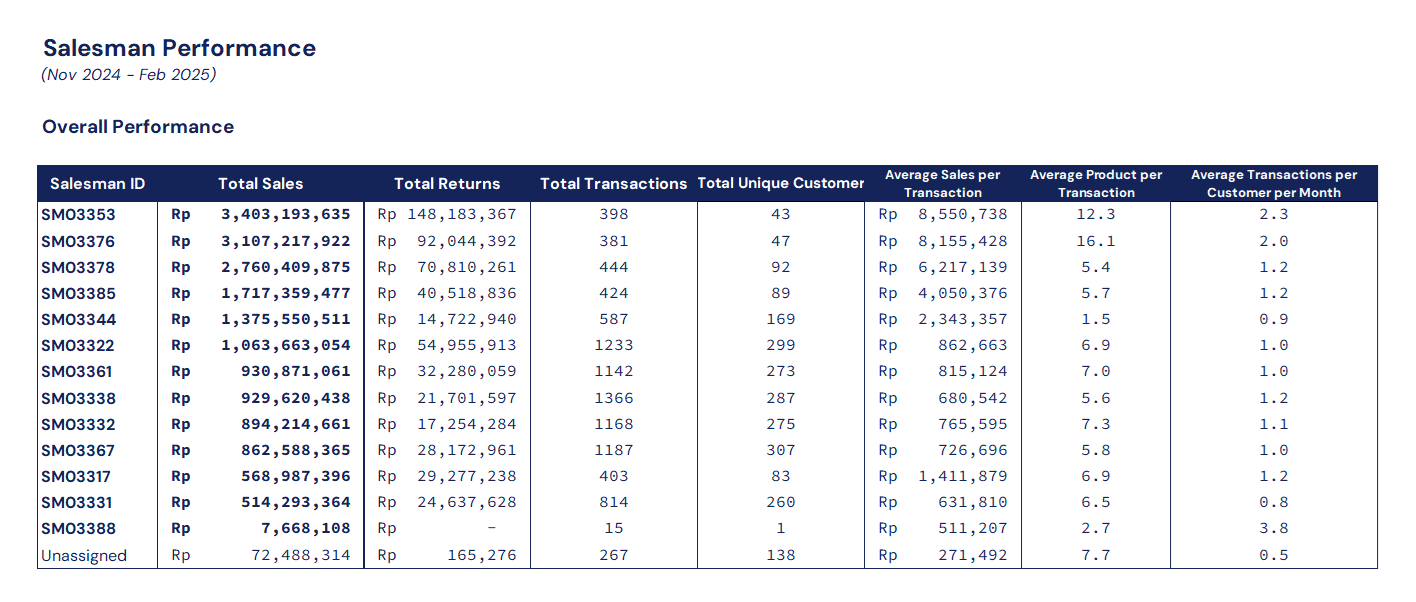 Salesman Performance
(Nov 2024 - Feb 2025)
Overall Performance
Salesman ID Total Sales Total Returns Total Transactions Total Unique Customer Average Sales per Transaction Average Product per Transaction Average Transactions per Customer per Month
SM03353 Rp 3,403,193,635 Rp 148,183,367 398 43 Rp 8,550,738 12.3 2.3
SM03376 Rp 3,107,217,922 Rp 92,044,392 381 47 Rp 8,155,428 16.1 2.0
SM03378 Rp 2,760,409,875 Rp 70,810,261 444 92 Rp 6,217,139 5.4 1.2
SM03385 Rp 1,717,359,477 Rp 40,518,836 424 89 Rp 4,050,376 5.7 1.2
SM03344 Rp 1,375,550,511 Rp 14,722,940 587 169 Rp 2,343,357 1.5 0.9
SM03322 Rp 1,063,663,054 Rp 54,955,913 1233 299 Rp 862,663 6.9 1.0
SM03361 Rp 930,871,061 Rp 32,280,059 1142 273 Rp 815,124 7.0 1.0
SM03338 Rp 929,620,438 Rp 21,701,597 1366 287 Rp 680,542 5.6 1.2
SM03332 Rp 894,214,661 Rp 17,254,284 1168 275 Rp 765,595 7.3 1.1
SM03367 Rp 862,588,365 Rp 28,172,961 1187 307 Rp 726,696 5.8 1.0
SM03317 Rp 568,987,396 Rp 29,277,238 403 83 Rp 1,411,879 6.9 1.2
SM03331 Rp 514,293,364 Rp 24,637,628 814 260 Rp 631,810 6.5 0.8
SM03388 Rp 7,668,108 Rp - 15 1 Rp 511,207 2.7 3.8
Unassigned Rp 72,488,314 Rp 165,276 267 138 Rp 271,492 7.7 0.5